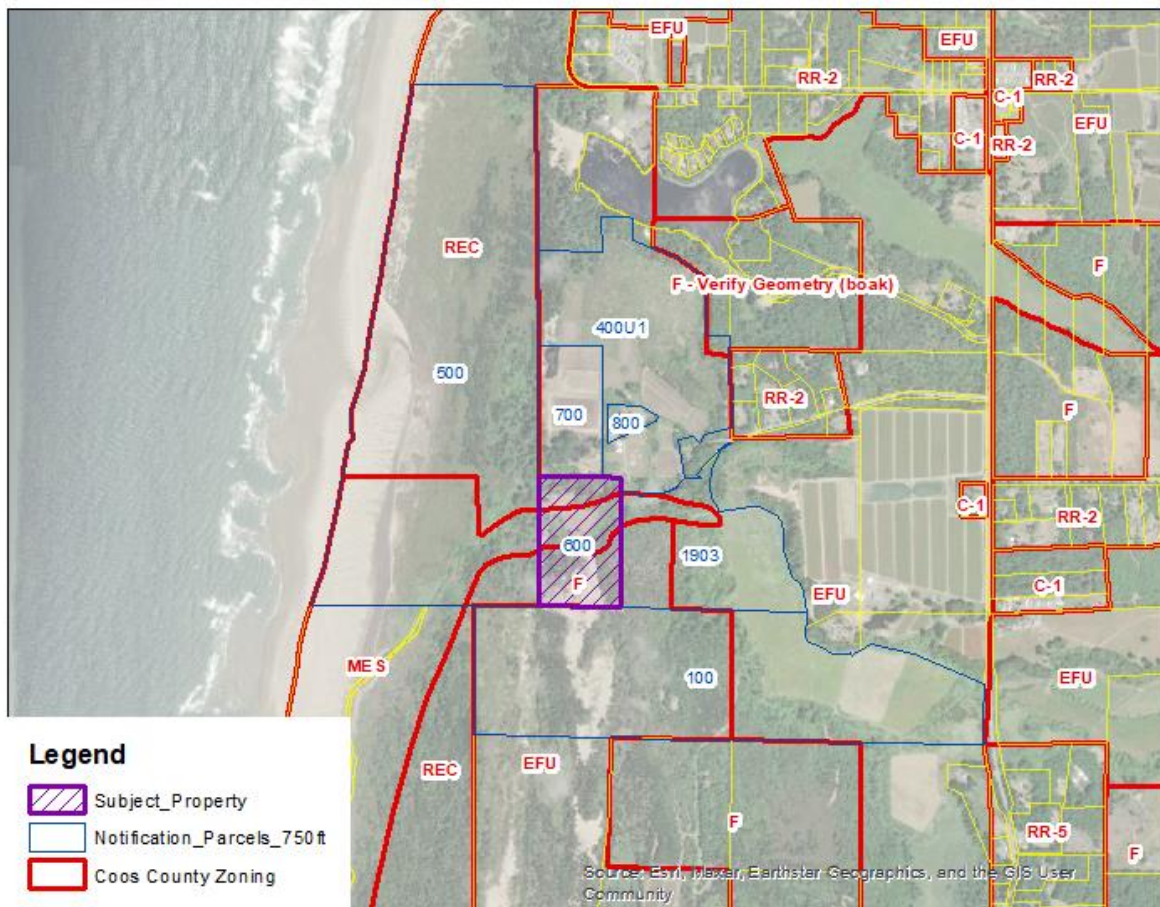 EFU
EFU
RR-2
RR-2
C-1
EFU
C-1
RR-2
REC
F
F - Verify Geometry (boak)
400U1
500
RR-2
700
800
F
C-1
RR-2
600
1903
F
EFU
C-1
MES
100
EFU
REC
EFU
F
RR-5
F
Legend
Subject_Property
Notification_Parcels_750ft
Coos County Zoning
Source: Esri, Maxar, Earthstar Geographics, and the GIS User
Community